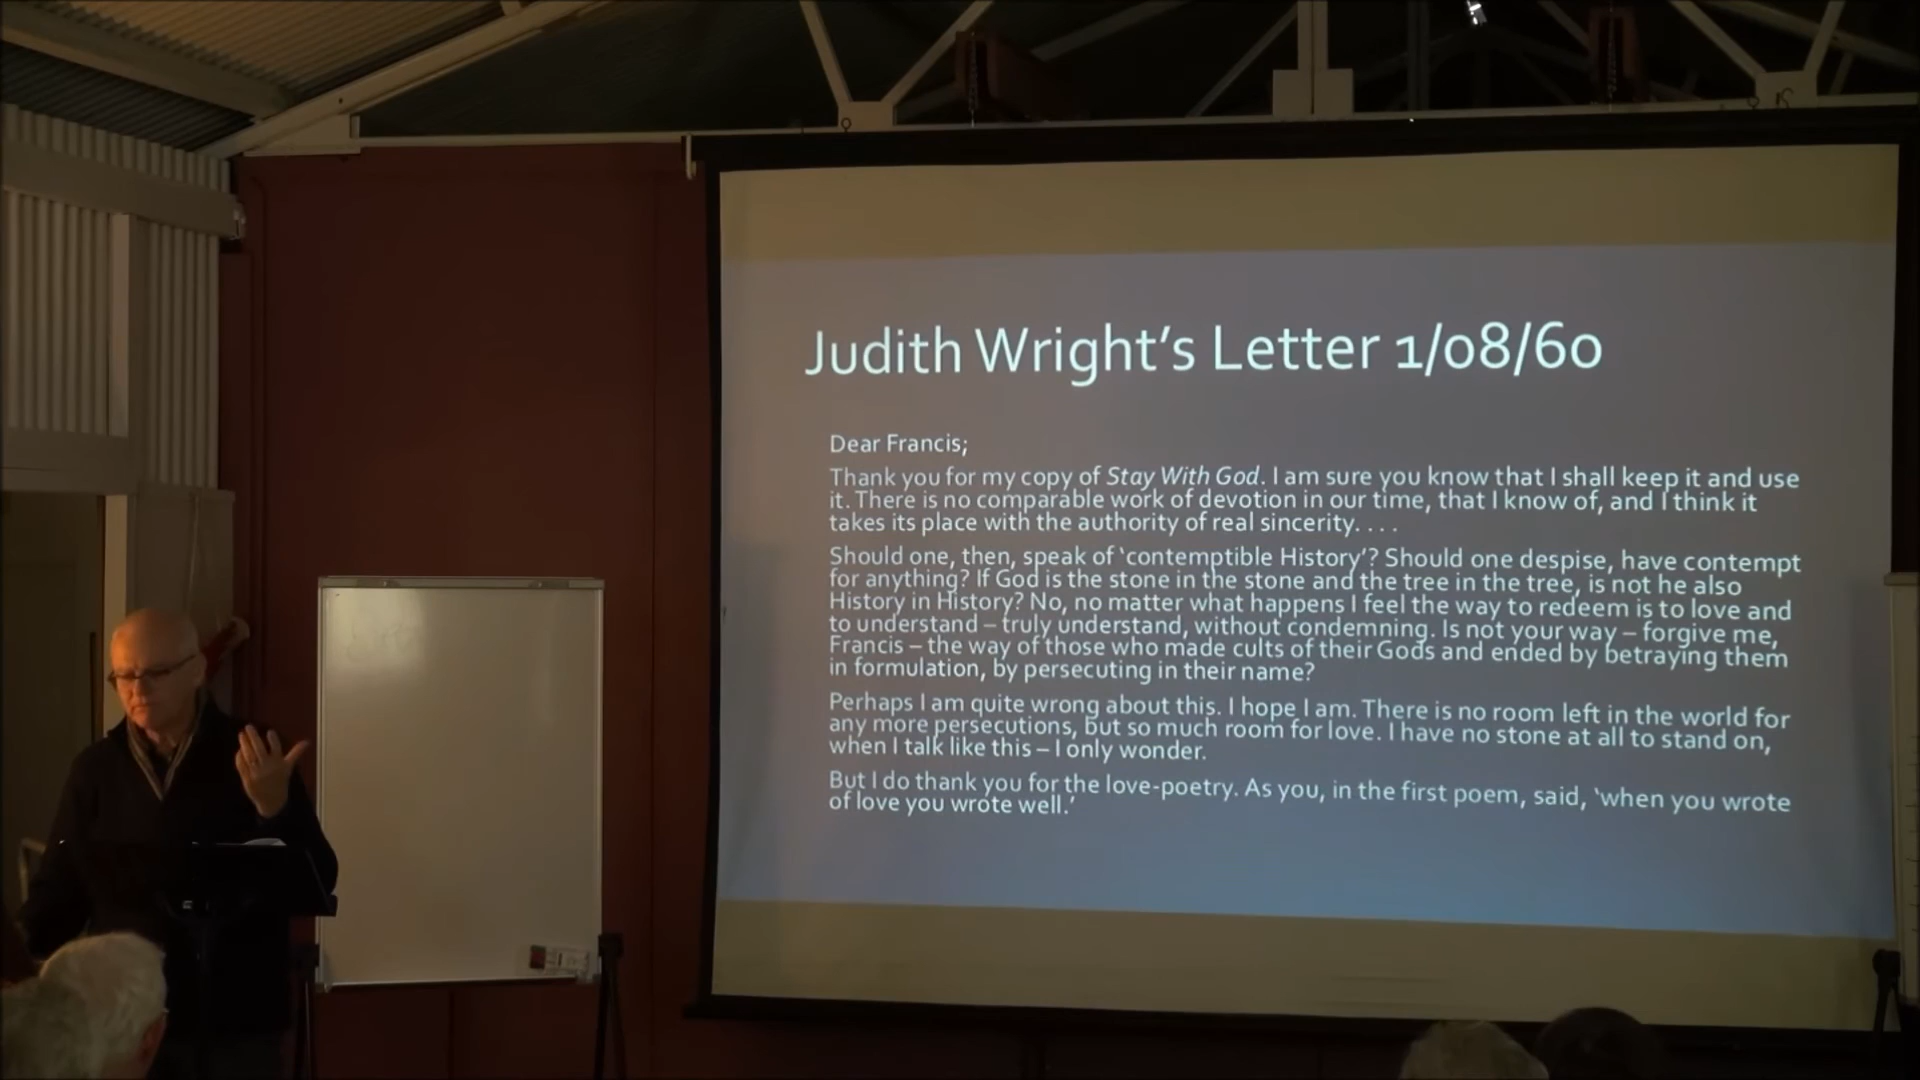 Judith Wright's Letter 1/08/60
Dear Francis;
Thank you for my copy of Stay With God. I am sure you know that I shall keep it and use
it. There is no comparable work of devotion in our time, that I know of, and I think it
takes its place with the authority of real sincerity. . . .
Should one, then, speak of 'contemptible History'? Should one despise, have contempt
for anything? If God is the stone in the stone and the tree in the tree, is not he also
History in History? No, no matter what happens I feel the way to redeem is to love and
to understand – truly understand, without condemning. Is not your way – forgive me,
Francis – the way of those who made cults of their Gods and ended by betraying them
in formulation, by persecuting in their name?
Perhaps I am quite wrong about this. I hope I am. There is no room left in the world for
any more persecutions, but so much room for love. I have no stone at all to stand on,
when I talk like this – I only wonder.
But I do thank you for the love-poetry. As you, in the first poem, said, 'when you wrote
of love you wrote well.'